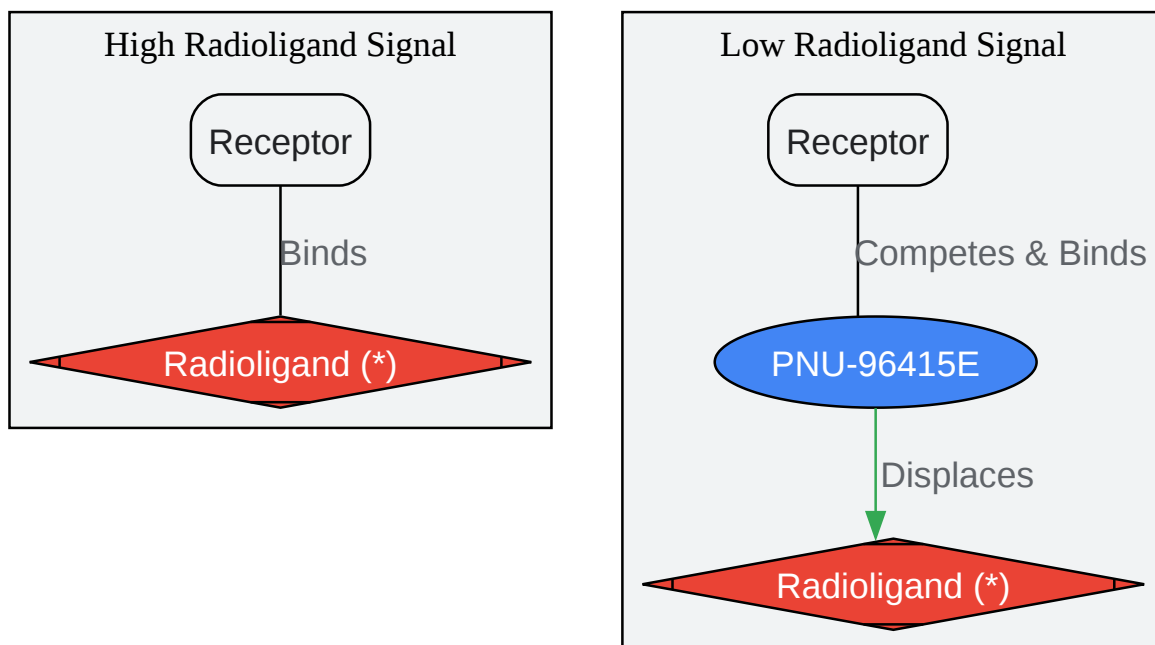 High Radioligand Signal
Receptor
Binds
Radioligand (*)
Low Radioligand Signal
Receptor
Competes & Binds
PNU-96415E
Displaces
Radioligand (*)